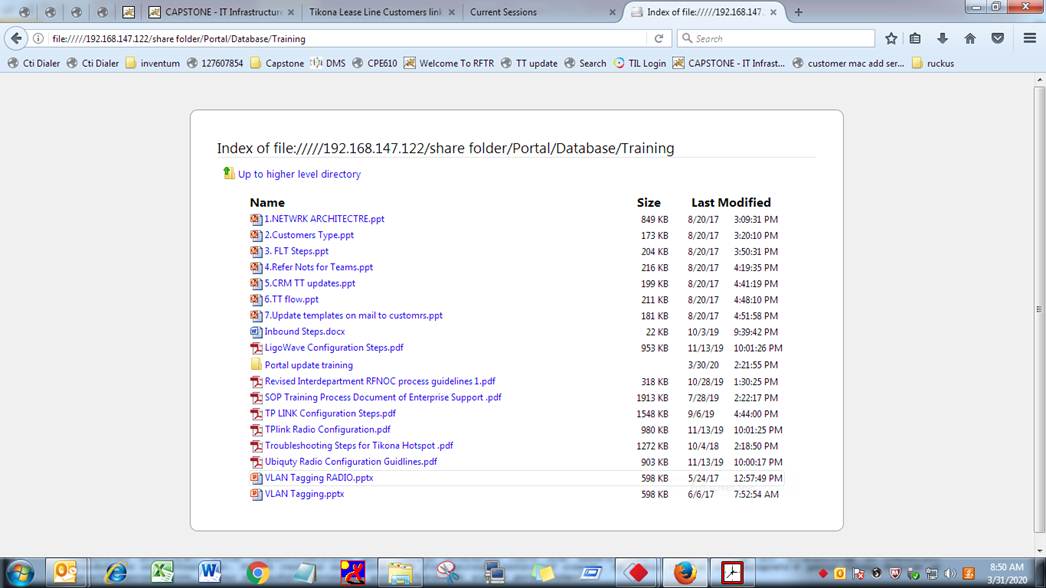 CAPSTONE - IT Infrastructur
Tikona Lease Line Customers link
Current Sessions
Index of file://///192.168.147.
file://///192.168.147.122/share folder/Portal/Database/Training
Search
Cti Dialer Cti Dialer inventum 127607854 Capstone DMS CPE610 Welcome To RFTR TT update Search TIL Login CAPSTONE - IT Infrast... customer mac add ser... ruckus
Index of file://///192.168.147.122/share folder/Portal/Database/Training
Up to higher level directory
Name Size Last Modified
1.NETWRK ARCHITECTRE.ppt 849 KB 8/20/17 3:09:31 PM
2.Customers Type.ppt 173 KB 8/20/17 3:20:10 PM
3. FLT Steps.ppt 204 KB 8/20/17 3:50:31 PM
4.Refer Nots for Teams.ppt 216 KB 8/20/17 4:19:35 PM
5.CRM TT updates.ppt 199 KB 8/20/17 4:41:19 PM
6.TT flow.ppt 211 KB 8/20/17 4:48:10 PM
7.Update templates on mail to customrs.ppt 181 KB 8/20/17 4:51:58 PM
Inbound Steps.docx 22 KB 10/3/19 9:39:42 PM
LigoWave Configuration Steps.pdf 953 KB 11/13/19 10:01:26 PM
Portal update training 3/30/20 2:21:55 PM
Revised Interdepartment RFNOC process guidelines 1.pdf 318 KB 10/28/19 1:30:25 PM
SOP Training Process Document of Enterprise Support .pdf 1913 KB 7/28/19 2:22:17 PM
TP LINK Configuration Steps.pdf 1548 KB 9/6/19 4:44:00 PM
TPlink Radio Configuration.pdf 980 KB 11/13/19 10:01:25 PM
Troubleshooting Steps for Tikona Hotspot .pdf 1272 KB 10/4/18 2:18:50 PM
Ubiquty Radio Configuration Guidlines.pdf 903 KB 11/13/19 10:00:17 PM
VLAN Tagging RADIO.pptx 598 KB 5/24/17 12:57:49 PM
VLAN Tagging.pptx 598 KB 6/6/17 7:52:54 AM
8:50 AM
3/31/2020